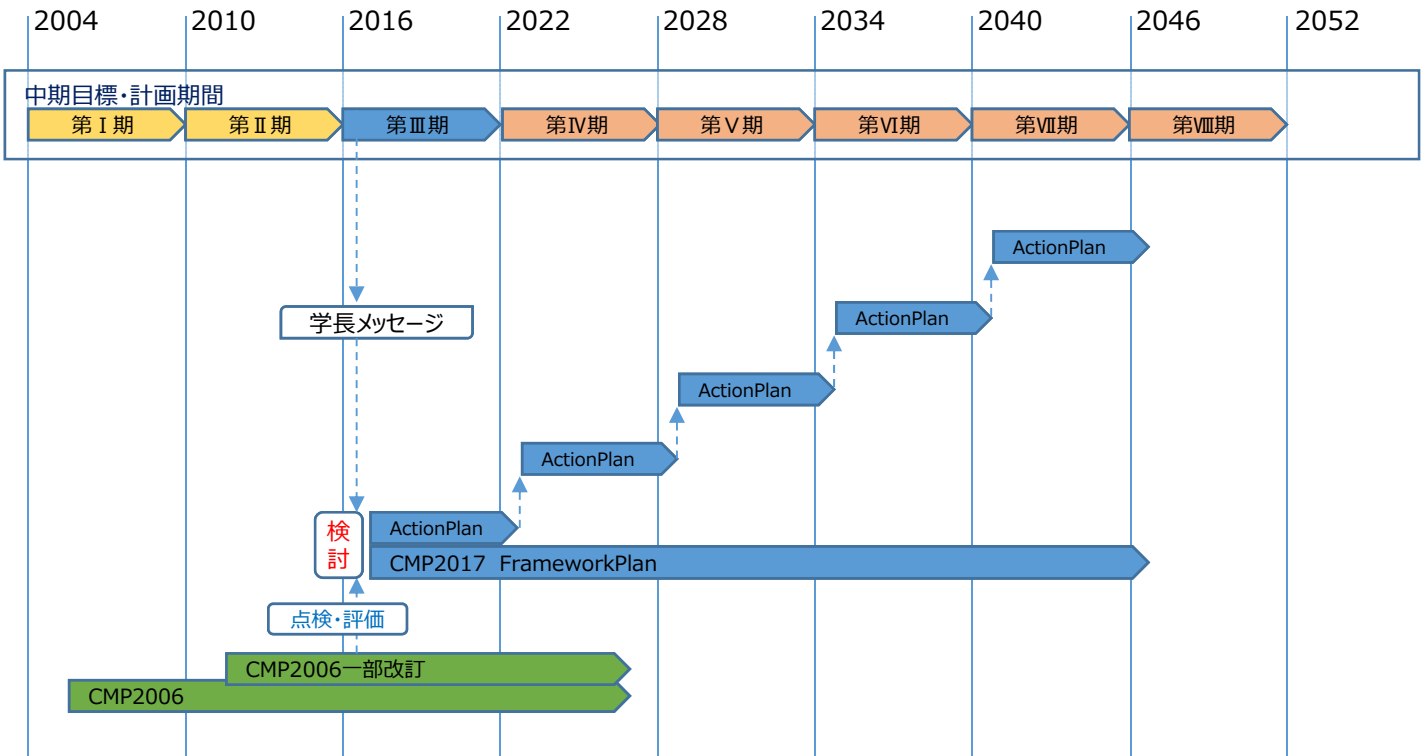 2004 2010 2016 2022 2028 2034 2040 2046 2052
中期目標・計画期間
第Ⅰ期 第Ⅱ期 第Ⅲ期 第Ⅳ期 第Ⅴ期 第Ⅵ期 第Ⅶ期 第Ⅷ期
ActionPlan
学長メッセージ
ActionPlan
ActionPlan
ActionPlan
検
討
ActionPlan
CMP2017 FrameworkPlan
点検・評価
CMP2006一部改訂
CMP2006